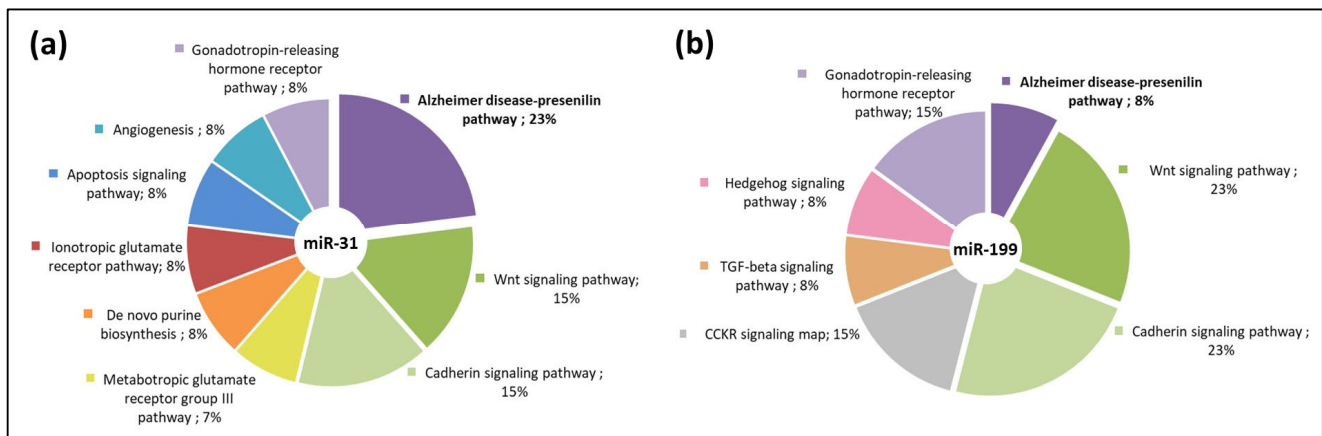 (a)
Gonadotropin-releasing
hormone receptor
pathway ; 8%
Alzheimer disease-presenilin
pathway ; 23%
Angiogenesis ; 8%
Apoptosis signaling
pathway; 8%
Ionotropic glutamate
receptor pathway; 8%
miR-31
Wnt signaling pathway;
15%
De novo purine
biosynthesis ; 8%
Cadherin signaling pathway ;
15%
Metabotropic glutamate
receptor group III
pathway ; 7%
(b)
Gonadotropin-releasing
hormone receptor
pathway; 15%
Alzheimer disease-presenilin
pathway ; 8%
Wnt signaling pathway ;
23%
Hedgehog signaling
pathway ; 8%
miR-199
TGF-beta signaling
pathway ; 8%
CCKR signaling map; 15%
Cadherin signaling pathway ;
23%